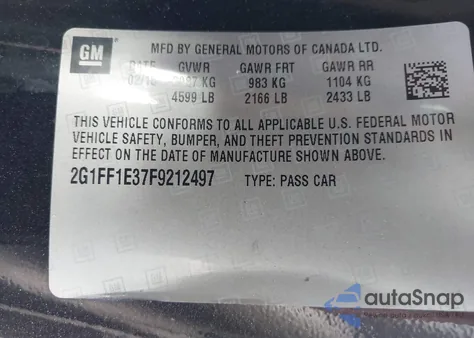 GM
MFD BY GENERAL MOTORS OF CANADA LTD.
DATE GVWR GAWR FRT GAWR RR
KG 983 KG 1104 KG
4599 LB 2166 LB 2433 LB
THIS VEHICLE CONFORMS TO ALL APPLICABLE U.S. FEDERAL MOTOR
VEHICLE SAFETY, BUMPER, AND THEFT PREVENTION STANDARDS IN
EFFECT ON THE DATE OF MANUFACTURE SHOWN ABOVE.
2G1FF1E37F9212497 TYPE: PASS CAR
autoSnap